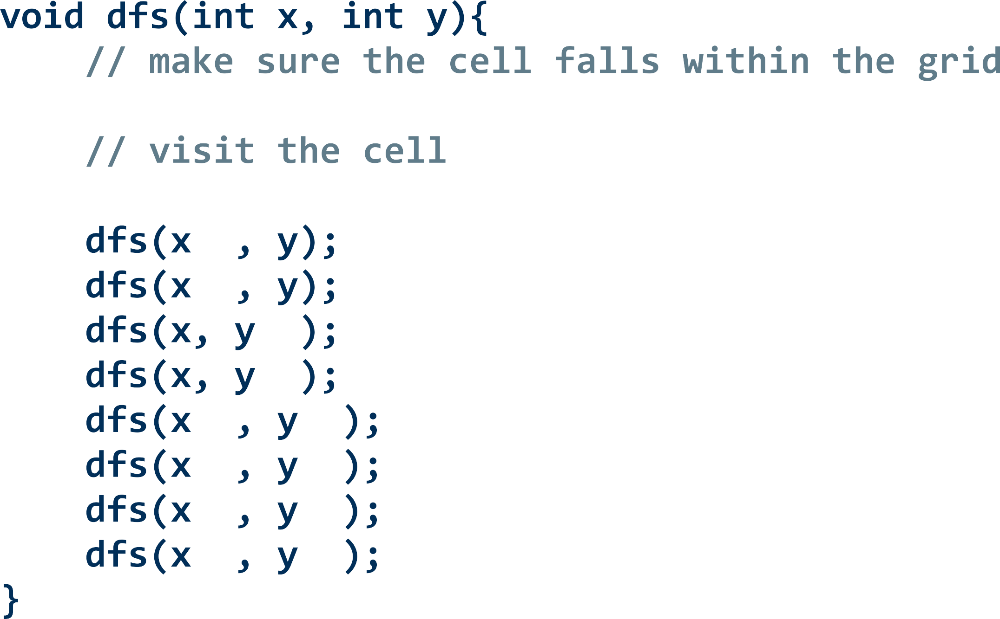 void dfs(int x, int y){
    // make sure the cell falls within the grid

    // visit the cell

    dfs(x  , y);
    dfs(x  , y);
    dfs(x, y  );
    dfs(x, y  );
    dfs(x  , y  );
    dfs(x  , y  );
    dfs(x  , y  );
    dfs(x  , y  );
}